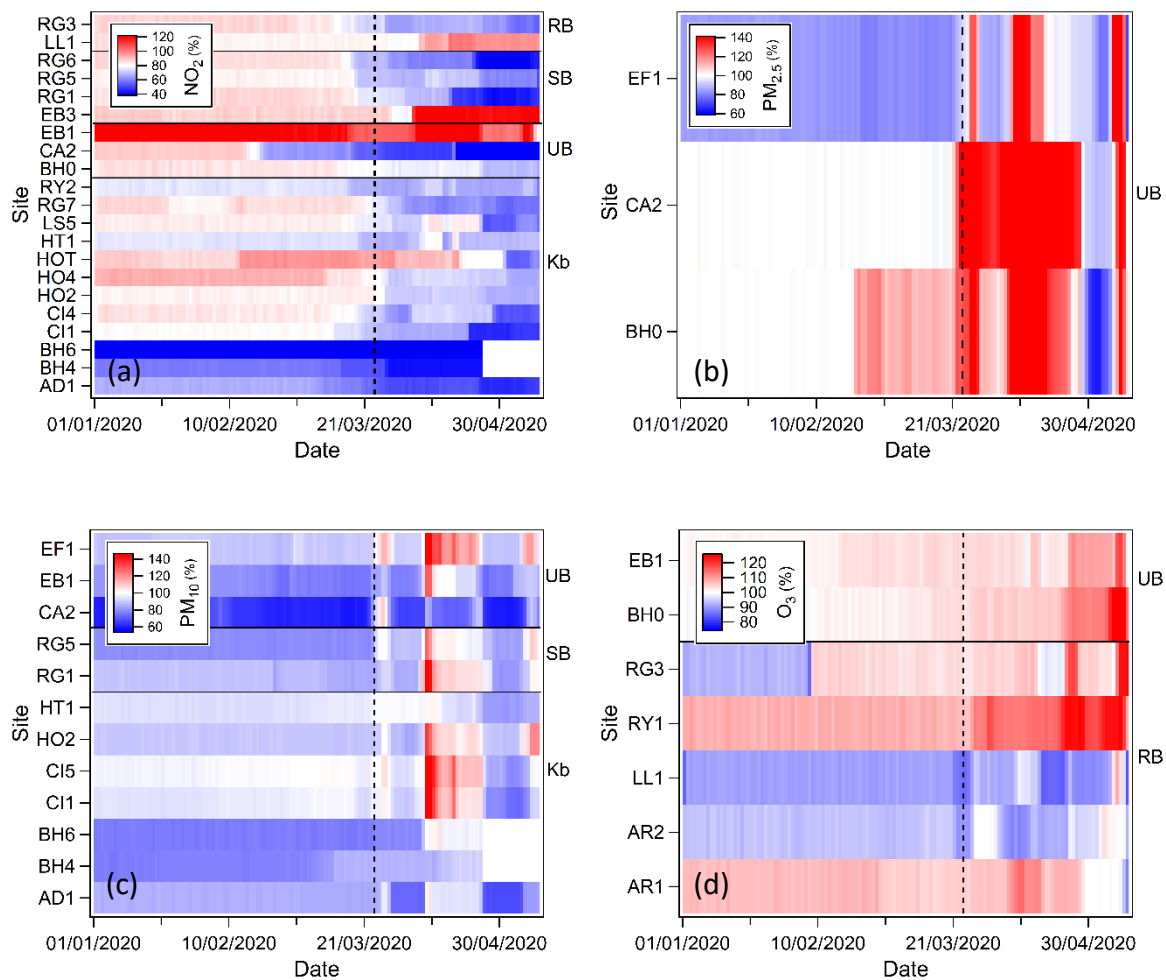 RG3
LL1
RG6
RG5
RG1
EB3
EB1
CA2
BH0
RY2
RG7
LS5
HT1
HOT
HO4
HO2
CI4
CI1
BH6
BH4
AD1
Site
120
100
80
60
40
NO2 (%)
RB
SB
UB
Kb
(a)
01/01/2020 10/02/2020 21/03/2020 30/04/2020
Date
EF1
CA2
BH0
Site
140
120
100
80
60
PM2.5 (%)
UB
(b)
01/01/2020 10/02/2020 21/03/2020 30/04/2020
Date
EF1
EB1
CA2
RG5
RG1
HT1
HO2
CI5
CI1
BH6
BH4
AD1
Site
140
120
100
80
60
PM10 (%)
UB
SB
Kb
(c)
01/01/2020 10/02/2020 21/03/2020 30/04/2020
Date
EB1
BH0
RG3
RY1
LL1
AR2
AR1
Site
120
110
100
90
80
O3 (%)
UB
RB
(d)
01/01/2020 10/02/2020 21/03/2020 30/04/2020
Date